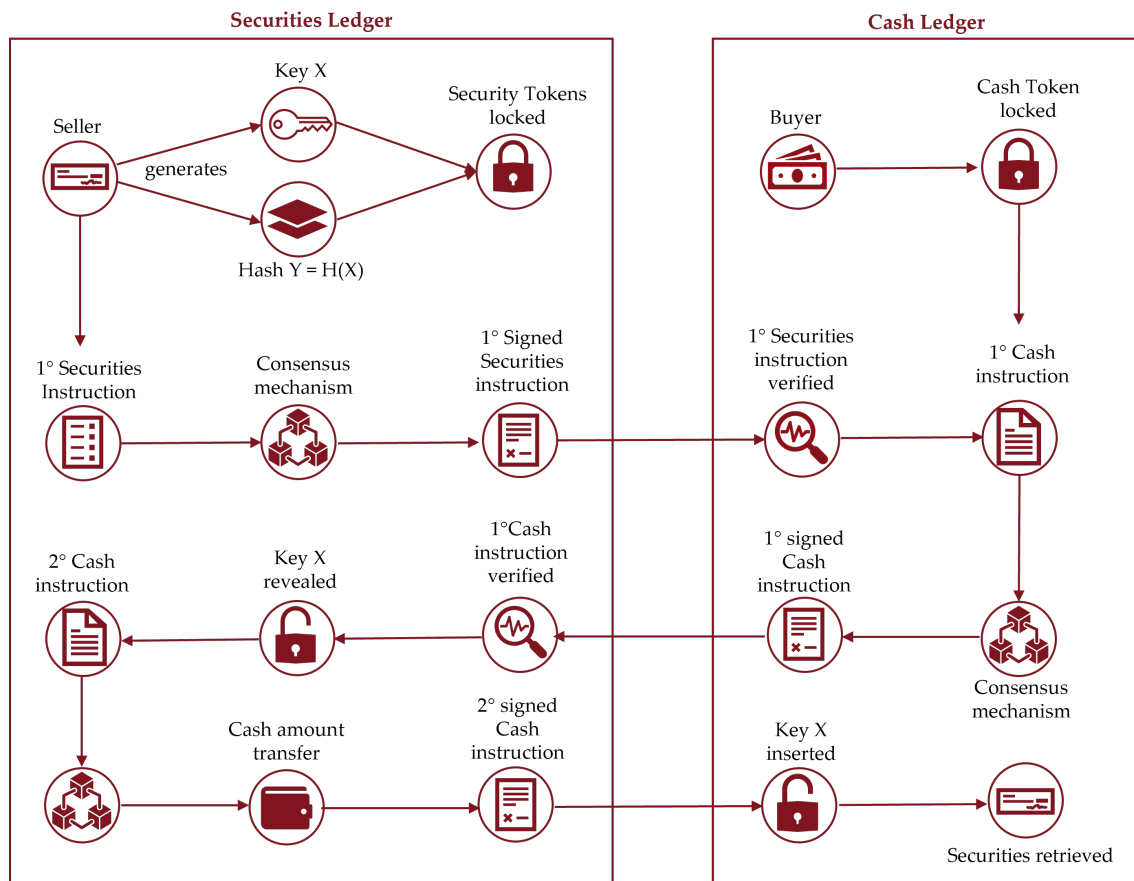 Securities Ledger
Cash Ledger
Key X
Security Tokens
locked
Seller
generates
Hash Y = H(X)
Buyer
Cash Token
locked
1° Securities
Instruction
Consensus
mechanism
1° Signed
Securities
instruction
1° Securities
instruction
verified
1° Cash
instruction
2° Cash
instruction
Key X
revealed
1°Cash
instruction
verified
1° signed
Cash
instruction
Consensus
mechanism
Cash amount
transfer
2° signed
Cash
instruction
Key X
inserted
Securities retrieved